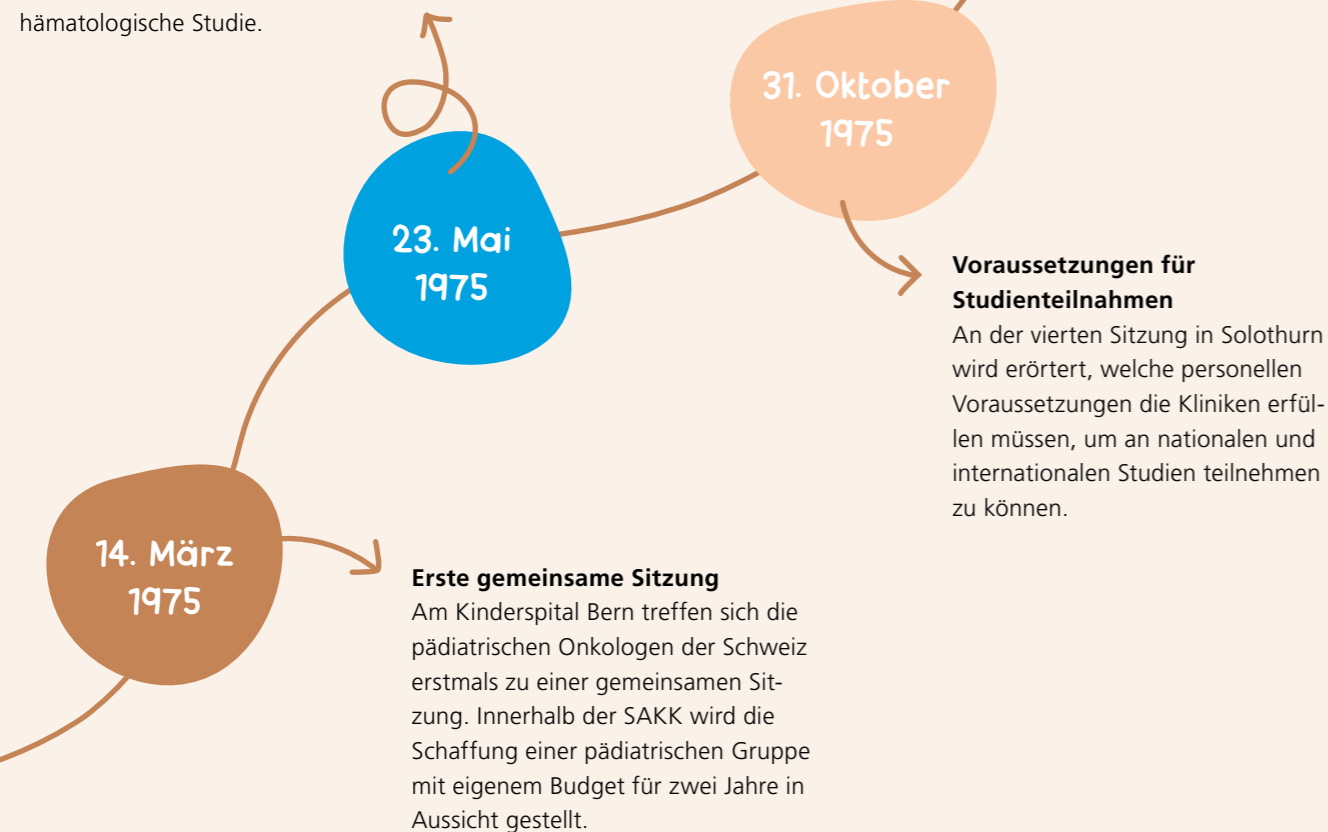 hämatologische Studie.
31. Oktober
1975
23. Mai
1975
Voraussetzungen für
Studienteilnahmen
An der vierten Sitzung in Solothurn
wird erörtert, welche personellen
Voraussetzungen die Kliniken erfül-
len müssen, um an nationalen und
internationalen Studien teilnehmen
zu können.
14. März
1975
Erste gemeinsame Sitzung
Am Kinderspital Bern treffen sich die
pädiatrischen Onkologen der Schweiz
erstmals zu einer gemeinsamen Sit-
zung. Innerhalb der SAKK wird die
Schaffung einer pädiatrischen Gruppe
mit eigenem Budget für zwei Jahre in
Aussicht gestellt.